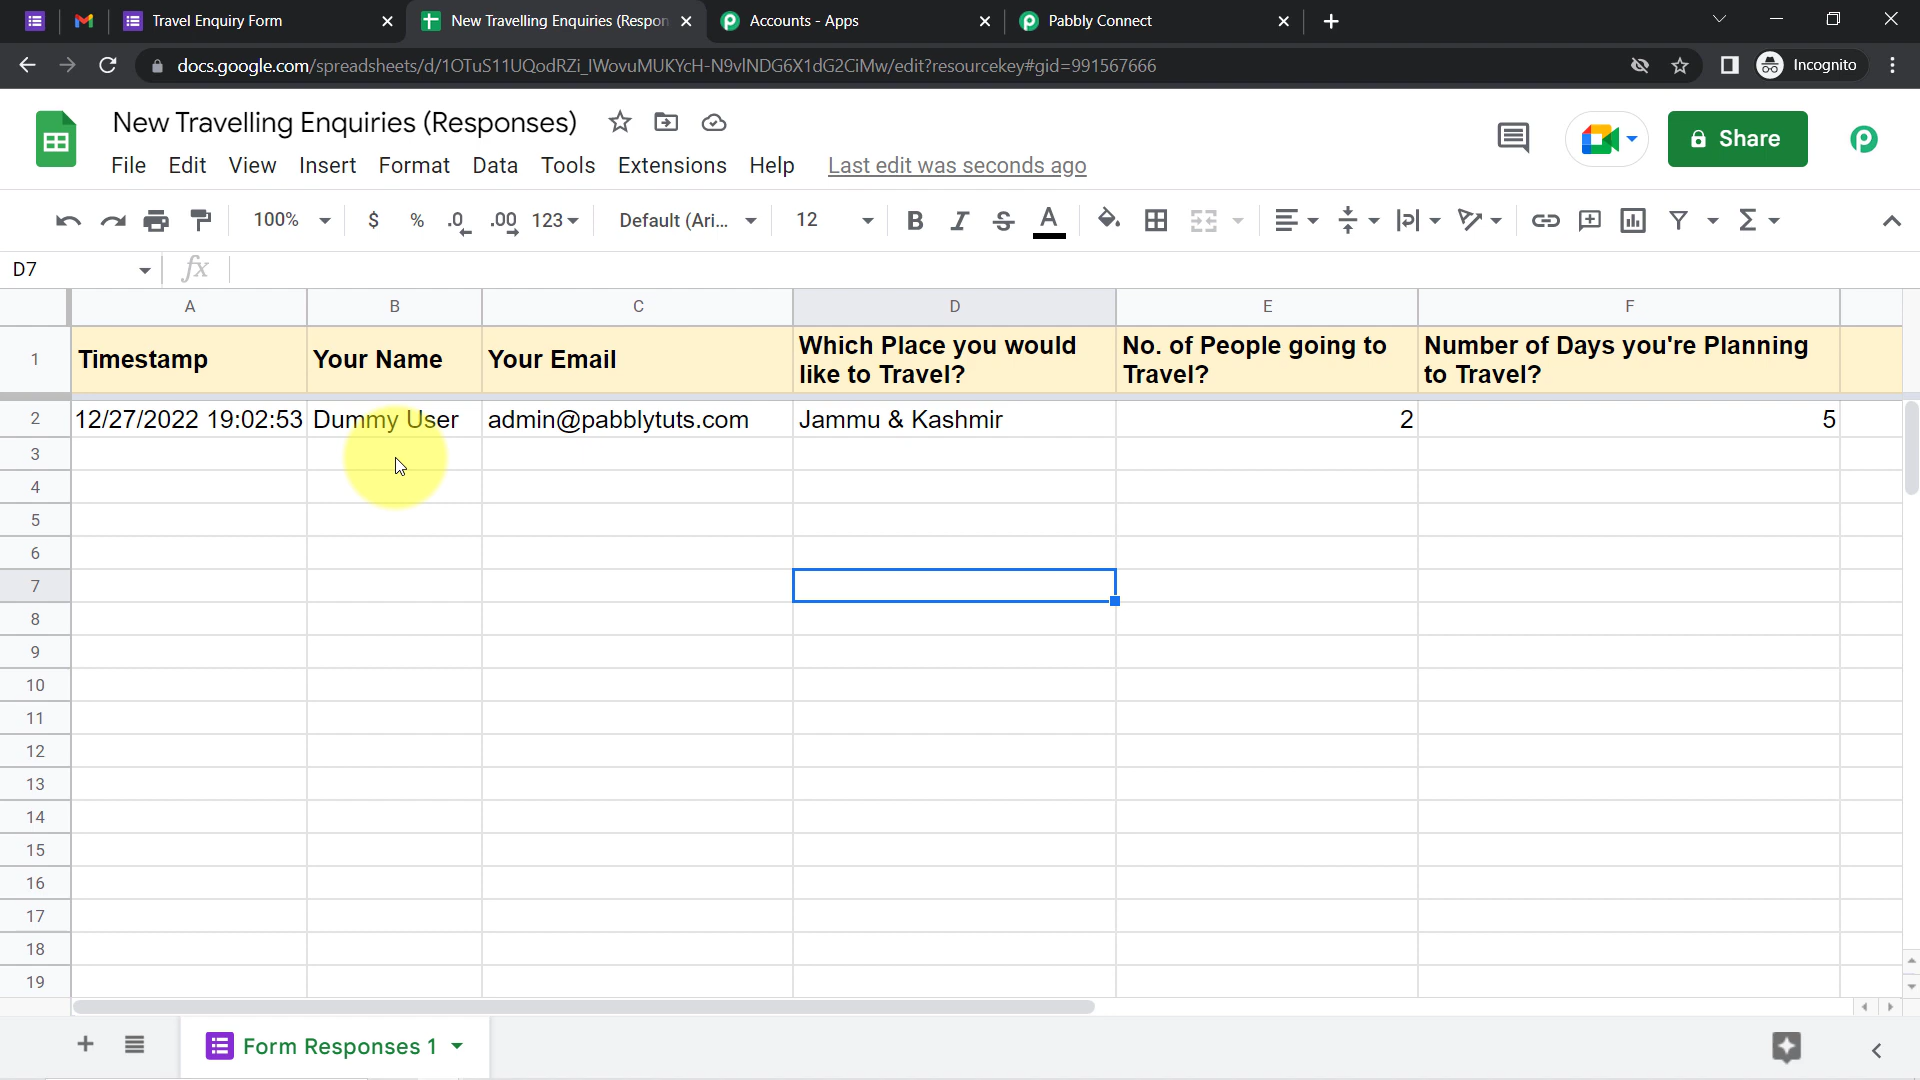 Travel Enquiry Form
New Travelling Enquiries (Respon
Accounts - Apps
Pabbly Connect
docs.google.com/spreadsheets/d/1OTuS11UQodRZi_IWovuMUKYcH-N9vINDG6X1dG2CiMw/edit?resourcekey#gid=991567666
Incognito
New Travelling Enquiries (Responses)
Share
File Edit View Insert Format Data Tools Extensions Help Last edit was seconds ago
100% $ % .0 .00 123 Default (Ari... 12 B I S A Σ
D7 fx
A B C D E F
1 Timestamp Your Name Your Email Which Place you would like to Travel? No. of People going to Travel? Number of Days you're Planning to Travel?
2 12/27/2022 19:02:53 Dummy User admin@pabblytuts.com Jammu & Kashmir 2 5
3
4
5
6
7
8
9
10
11
12
13
14
15
16
17
18
19
Form Responses 1